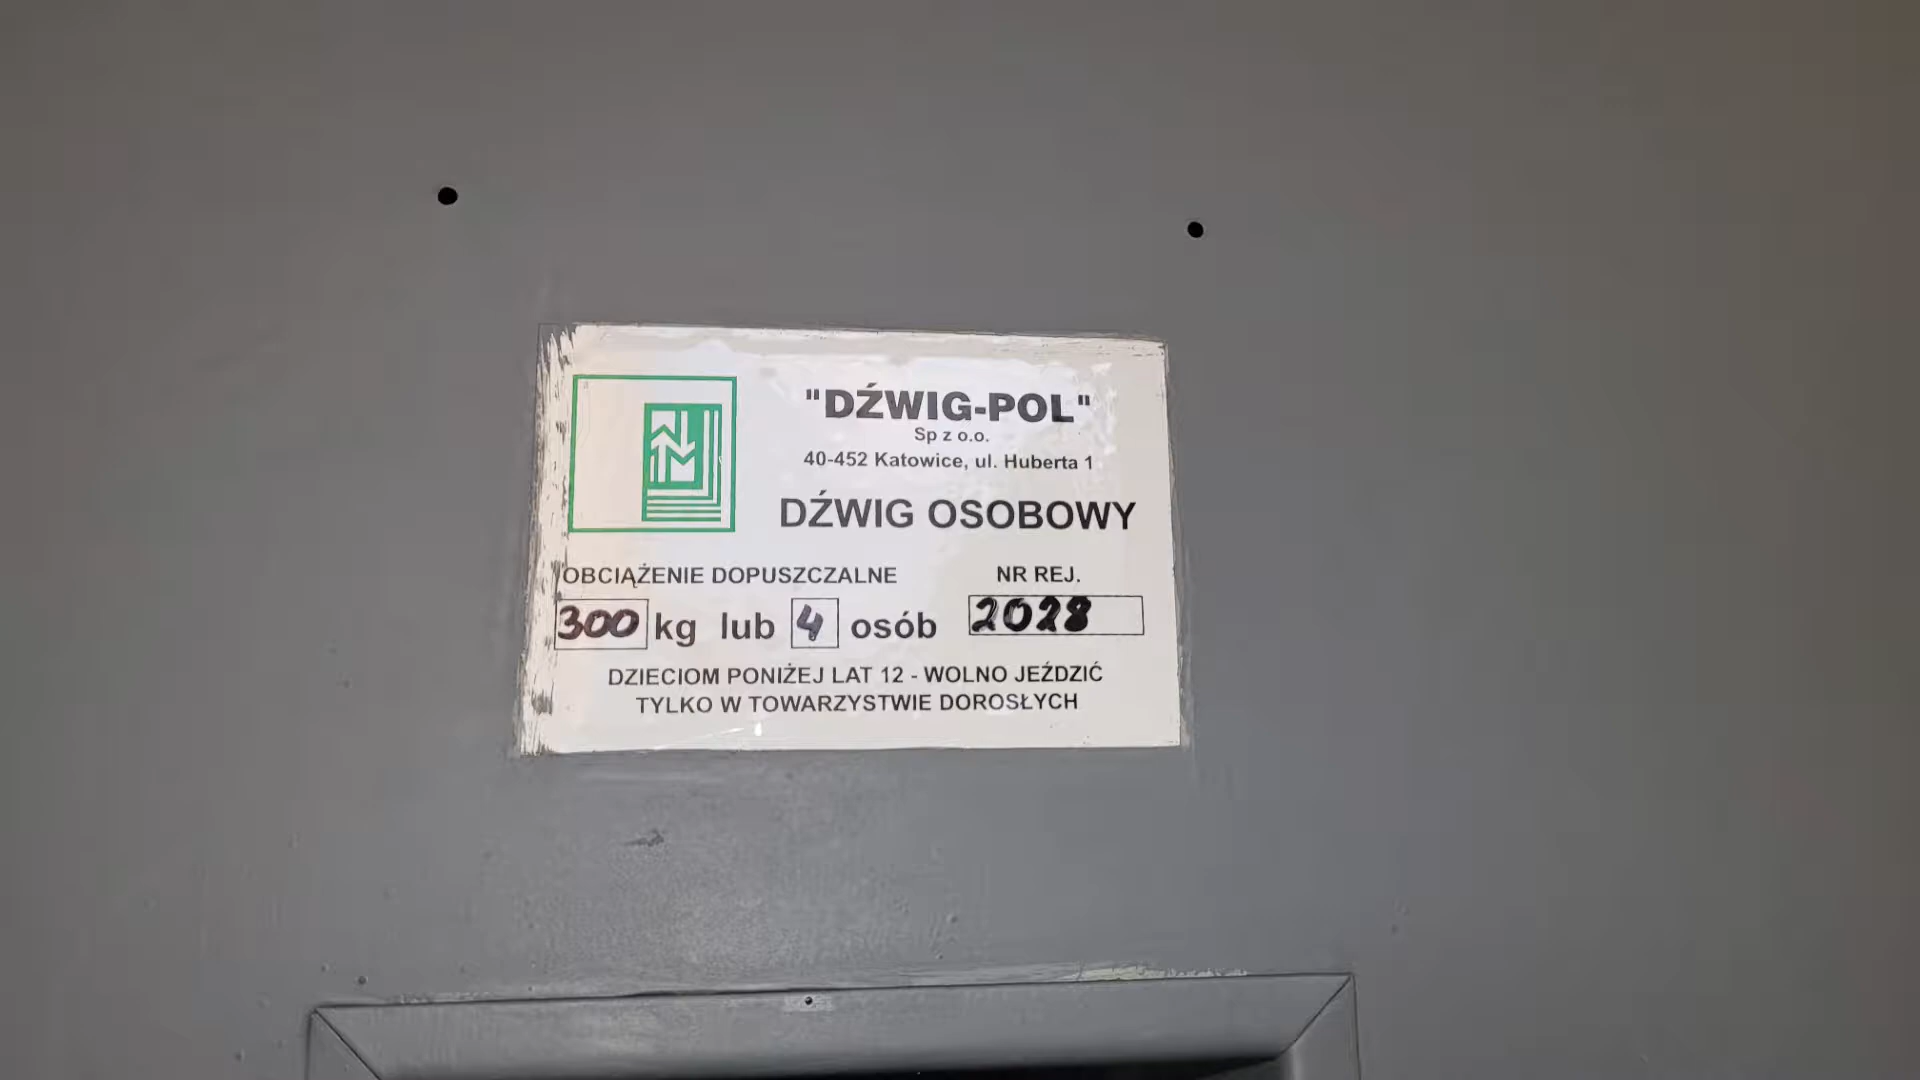 "DŹWIG-POL"
Sp z o.o.
40-452 Katowice, ul. Huberta 1
DŹWIG OSOBOWY
OBCIĄŻENIE DOPUSZCZALNE NR REJ.
300 kg lub 4 osób 2028
DZIECIOM PONIŻEJ LAT 12 - WOLNO JEŹDZIĆ
TYLKO W TOWARZYSTWIE DOROSŁYCH